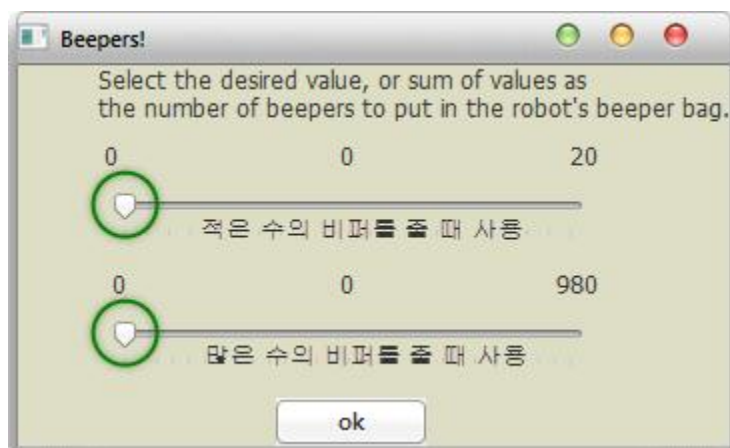 Beepers!
Select the desired value, or sum of values as
the number of beepers to put in the robot's beeper bag.
0 0 20
적은 수의 비퍼를 줄 때 사용
0 0 980
많은 수의 비퍼를 줄 때 사용
ok